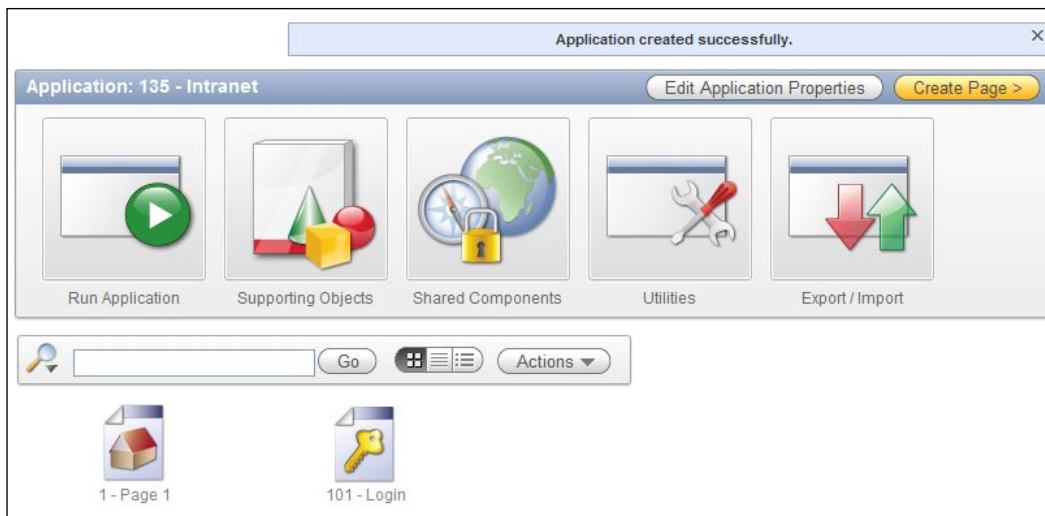 Application created successfully.
Application: 135 - Intranet
Edit Application Properties
Create Page >
Run Application
Supporting Objects
Shared Components
Utilities
Export / Import
Go
Actions
1 - Page 1
101 - Login